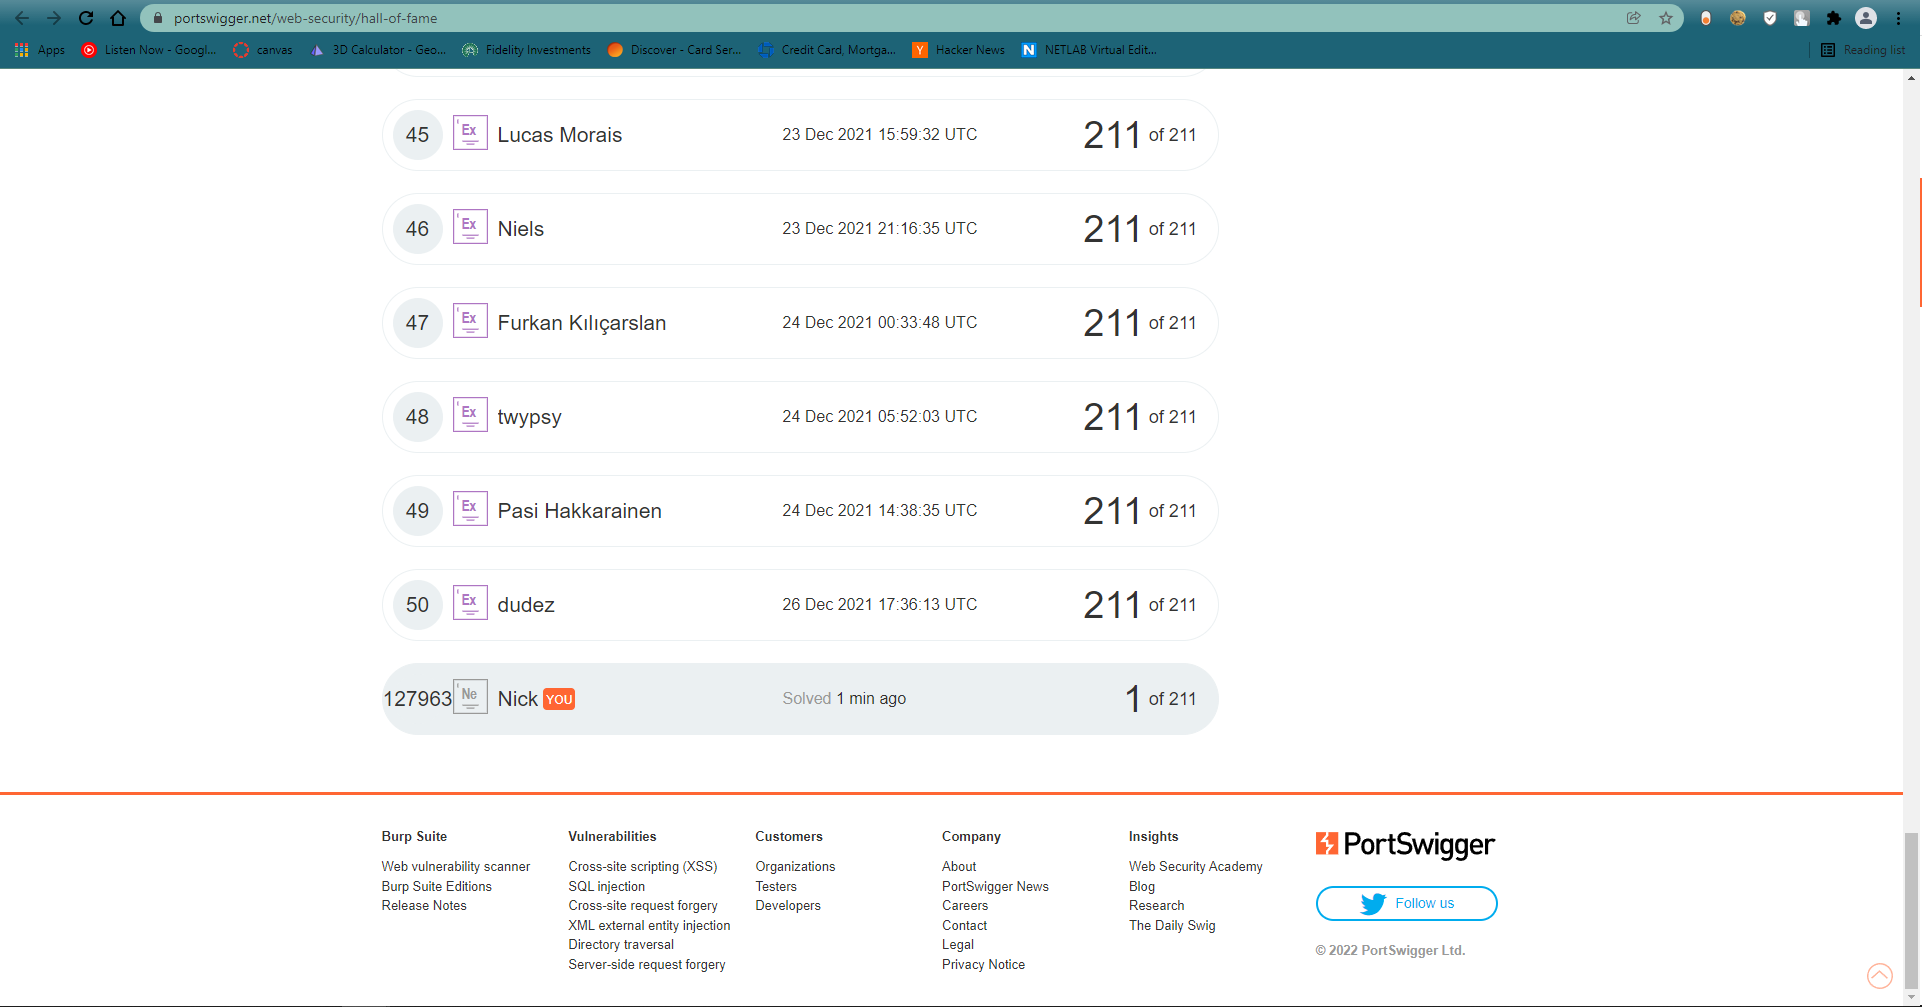 portswigger.net/web-security/hall-of-fame
Apps
Listen Now - Googl...
canvas
3D Calculator - Geo...
Fidelity Investments
Discover - Card Ser...
Credit Card, Mortga...
Y
Hacker News
N
NETLAB Virtual Edit...
Reading list
45 Ex Lucas Morais 23 Dec 2021 15:59:32 UTC 211 of 211
46 Ex Niels 23 Dec 2021 21:16:35 UTC 211 of 211
47 Ex Furkan Kılıçarslan 24 Dec 2021 00:33:48 UTC 211 of 211
48 Ex twypsy 24 Dec 2021 05:52:03 UTC 211 of 211
49 Ex Pasi Hakkarainen 24 Dec 2021 14:38:35 UTC 211 of 211
50 Ex dudez 26 Dec 2021 17:36:13 UTC 211 of 211
127963 Ne Nick YOU Solved 1 min ago 1 of 211
Burp Suite
Web vulnerability scanner
Burp Suite Editions
Release Notes
Vulnerabilities
Cross-site scripting (XSS)
SQL injection
Cross-site request forgery
XML external entity injection
Directory traversal
Server-side request forgery
Customers
Organizations
Testers
Developers
Company
About
PortSwigger News
Careers
Contact
Legal
Privacy Notice
Insights
Web Security Academy
Blog
Research
The Daily Swig
PortSwigger
Follow us
© 2022 PortSwigger Ltd.